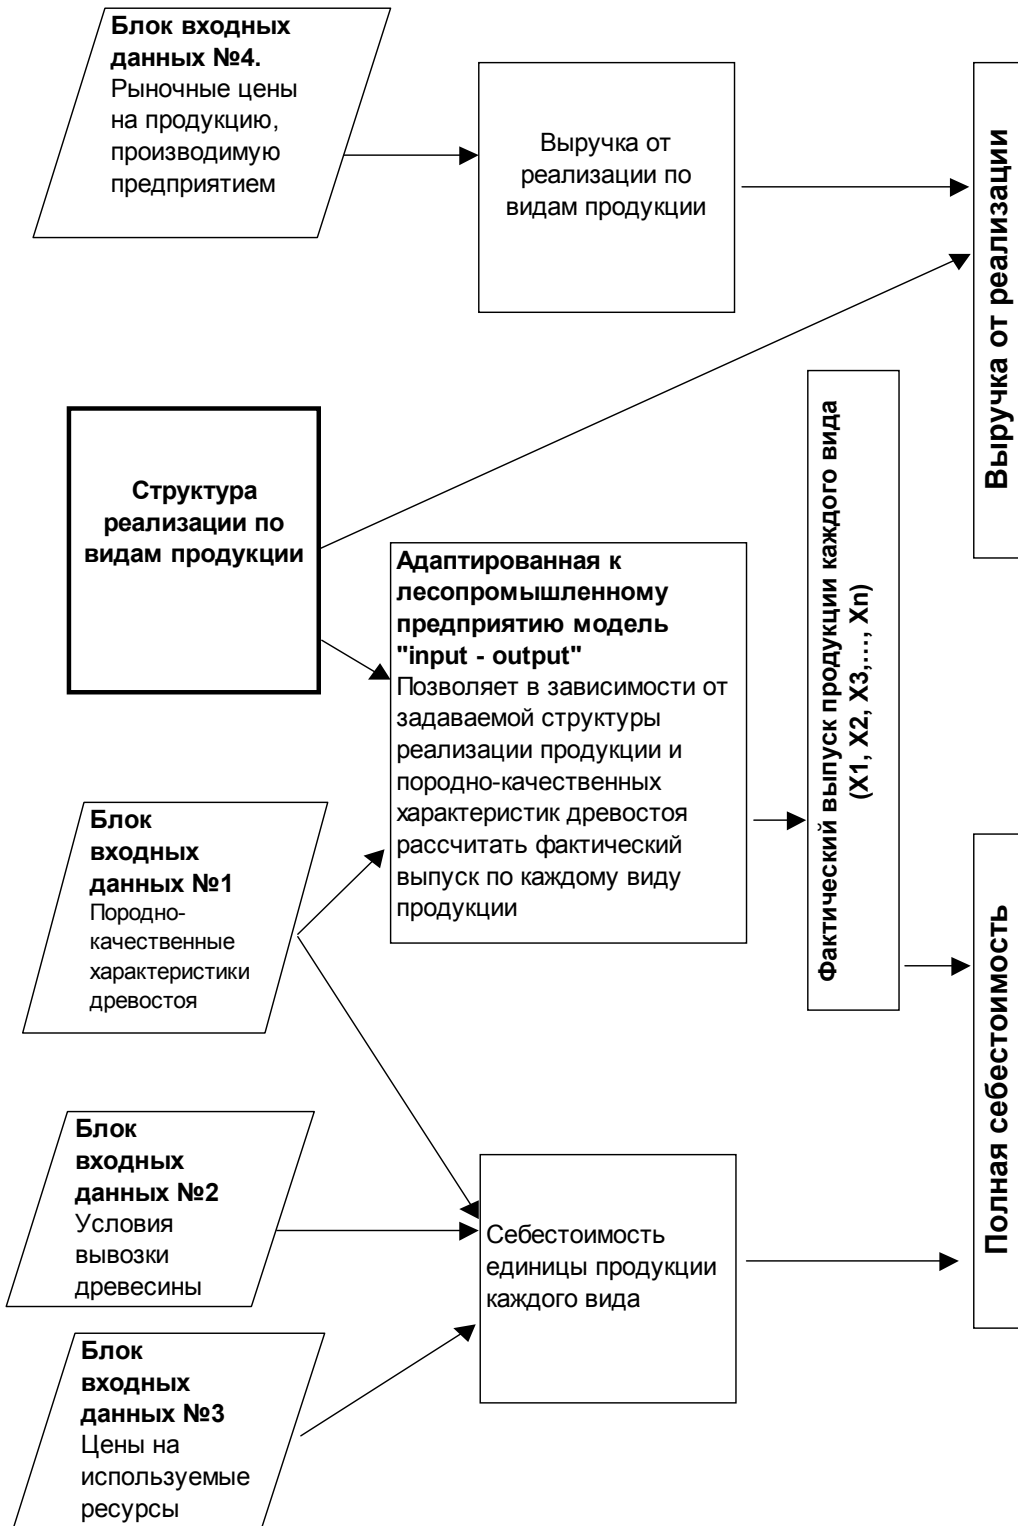 Блок входных
данных №4.
Рыночные цены
на продукцию,
производимую
предприятием
Выручка от
реализации по
видам продукции
Выручка от реализации
Структура
реализации по
видам продукции
Адаптированная к
лесопромышленному
предприятию модель
"input - output"
Позволяет в зависимости от
задаваемой структуры
реализации продукции и
породно-качественных
характеристик древостоя
рассчитать фактический
выпуск по каждому виду
продукции
Фактический выпуск продукции каждого вида
(X1, X2, X3,…, Xn)
Блок
входных
данных №1
Породно-
качественные
характеристики
древостоя
Полная себестоимость
Блок
входных
данных №2
Условия
вывозки
древесины
Себестоимость
единицы продукции
каждого вида
Блок
входных
данных №3
Цены на
используемые
ресурсы